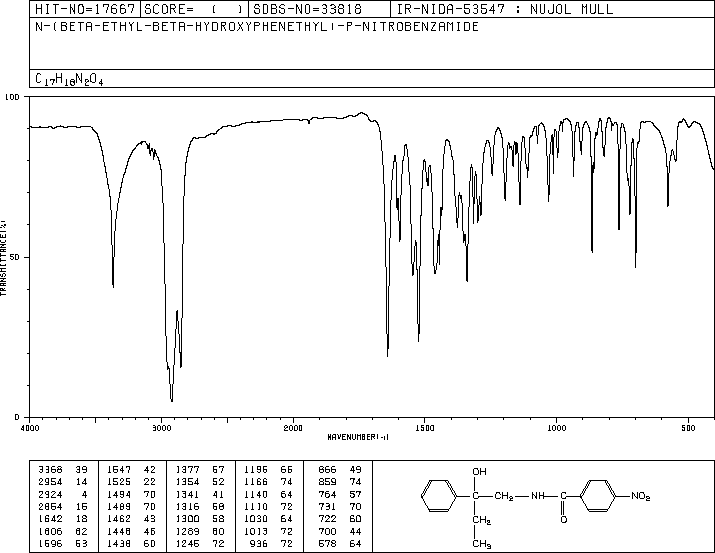 HIT-NO=17667 SCORE= ( ) SDBS-NO=33818 IR-NIDA-53547 : NUJOL MULL
N-(BETA-ETHYL-BETA-HYDROXYPHENETHYL)-P-NITROBENZAMIDE
C17H18N2O4
100
50
0
TRANSMITTANCE(%)
4000 3000 2000 1500 1000 500
WAVENUMBER(-1)
3368 39 1547 42 1377 57 1195 65 866 49
2954 14 1525 22 1354 52 1166 74 859 74
2924 4 1494 70 1341 41 1140 64 764 57
2854 15 1489 70 1316 58 1110 72 731 70
1642 18 1462 43 1300 58 1030 64 722 60
1606 62 1448 46 1289 60 1013 72 700 44
1596 53 1438 60 1245 72 936 72 578 64
OH
C CH2 NH C NO2
CH2 O
CH3